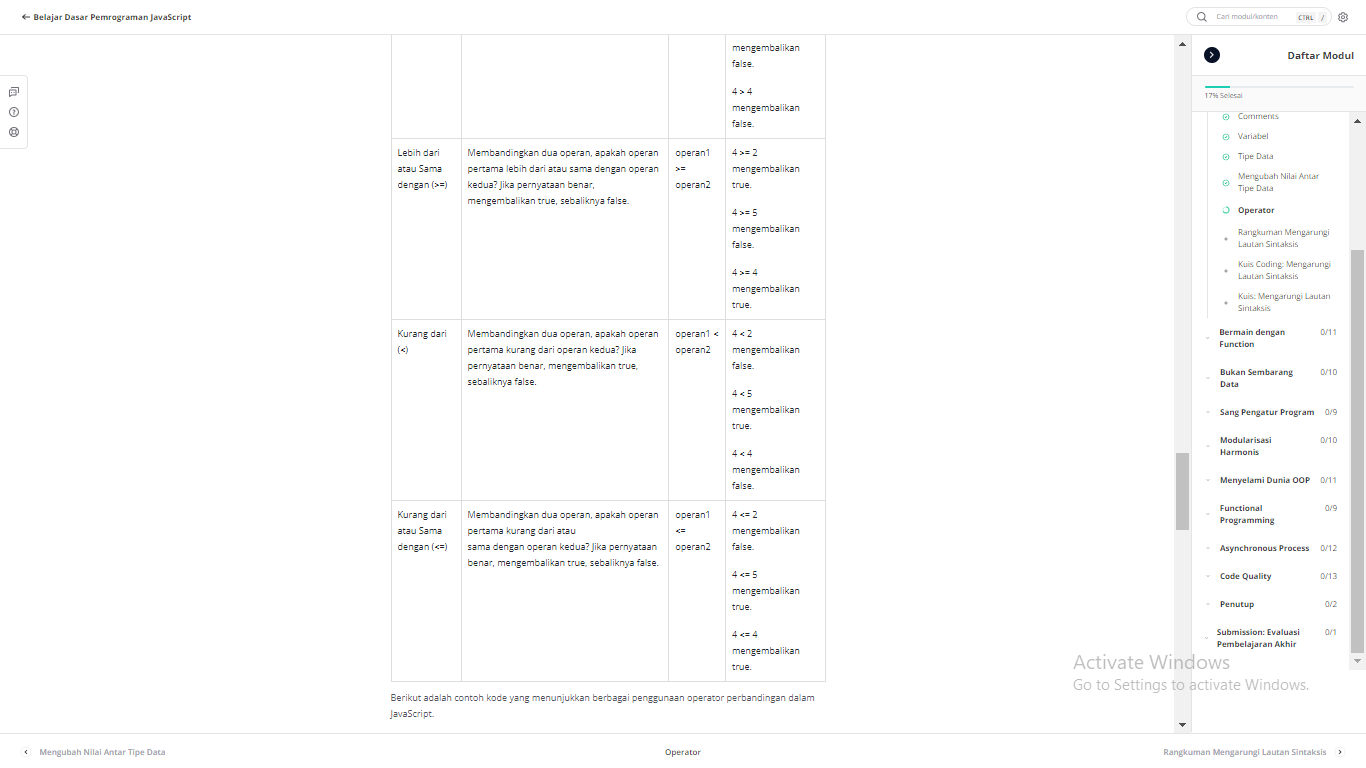 Belajar Dasar Pemrograman JavaScript
Cari modul/konten
CTRL /
mengembalikan
false.
4 > 4
mengembalikan
false.
Lebih dari
atau Sama
dengan (>=)
Membandingkan dua operan, apakah operan
pertama lebih dari atau sama dengan operan
kedua? Jika pernyataan benar,
mengembalikan true, sebaliknya false.
operan1
>=
operan2
4 >= 2
mengembalikan
true.
4 >= 5
mengembalikan
false.
4 >= 4
mengembalikan
true.
Kurang dari
(<)
Membandingkan dua operan, apakah operan
pertama kurang dari operan kedua? Jika
pernyataan benar, mengembalikan true,
sebaliknya false.
operan1 <
operan2
4 < 2
mengembalikan
false.
4 < 5
mengembalikan
true.
4 < 4
mengembalikan
false.
Kurang dari
atau Sama
dengan (<=)
Membandingkan dua operan, apakah operan
pertama kurang dari atau
sama dengan operan kedua? Jika pernyataan
benar, mengembalikan true, sebaliknya false.
operan1
<=
operan2
4 <= 2
mengembalikan
false.
4 <= 5
mengembalikan
true.
4 <= 4
mengembalikan
true.
Berikut adalah contoh kode yang menunjukkan berbagai penggunaan operator perbandingan dalam
JavaScript.
Daftar Modul
17% Selesai
Comments
Variabel
Tipe Data
Mengubah Nilai Antar
Tipe Data
Operator
Rangkuman Mengarungi
Lautan Sintaksis
Kuis Coding: Mengarungi
Lautan Sintaksis
Kuis: Mengarungi Lautan
Sintaksis
Bermain dengan
Function
0/11
Bukan Sembarang
Data
0/10
Sang Pengatur Program 0/9
Modularisasi
Harmonis
0/10
Menyelami Dunia OOP 0/11
Functional
Programming
0/9
Asynchronous Process 0/12
Code Quality 0/13
Penutup 0/2
Submission: Evaluasi
Pembelajaran Akhir
0/1
Activate Windows
Go to Settings to activate Windows.
Mengubah Nilai Antar Tipe Data
Operator
Rangkuman Mengarungi Lautan Sintaksis